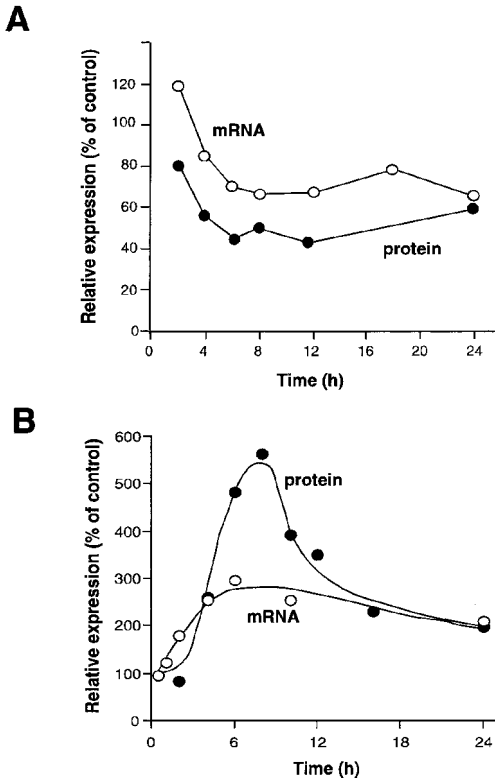 A
Relative expression (% of control)
120
100
80
60
40
20
0
mRNA
protein
0 4 8 12 16 20 24
Time (h)
B
Relative expression (% of control)
600
500
400
300
200
100
0
protein
mRNA
0 6 12 18 24
Time (h)